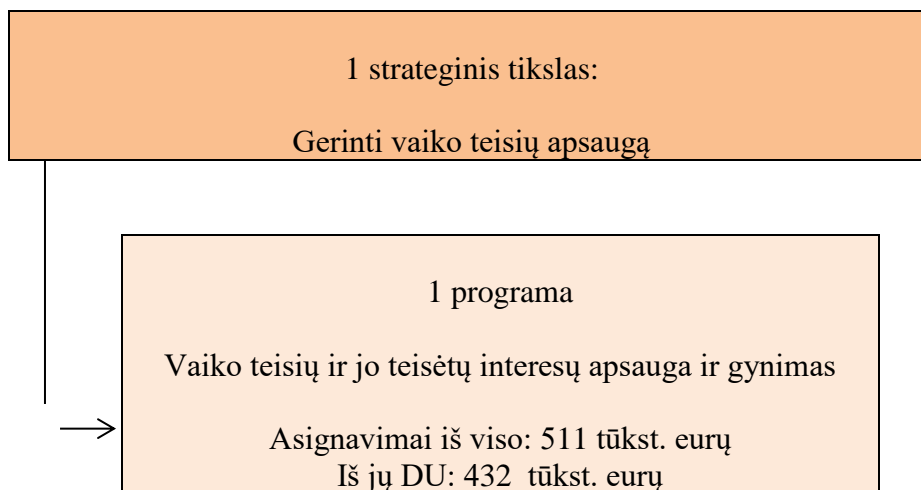 1 strateginis tikslas:
Gerinti vaiko teisių apsaugą
1 programa
Vaiko teisių ir jo teisėtų interesų apsauga ir gynimas
Asignavimai iš viso: 511 tūkst. eurų
Iš jų DU: 432 tūkst. eurų